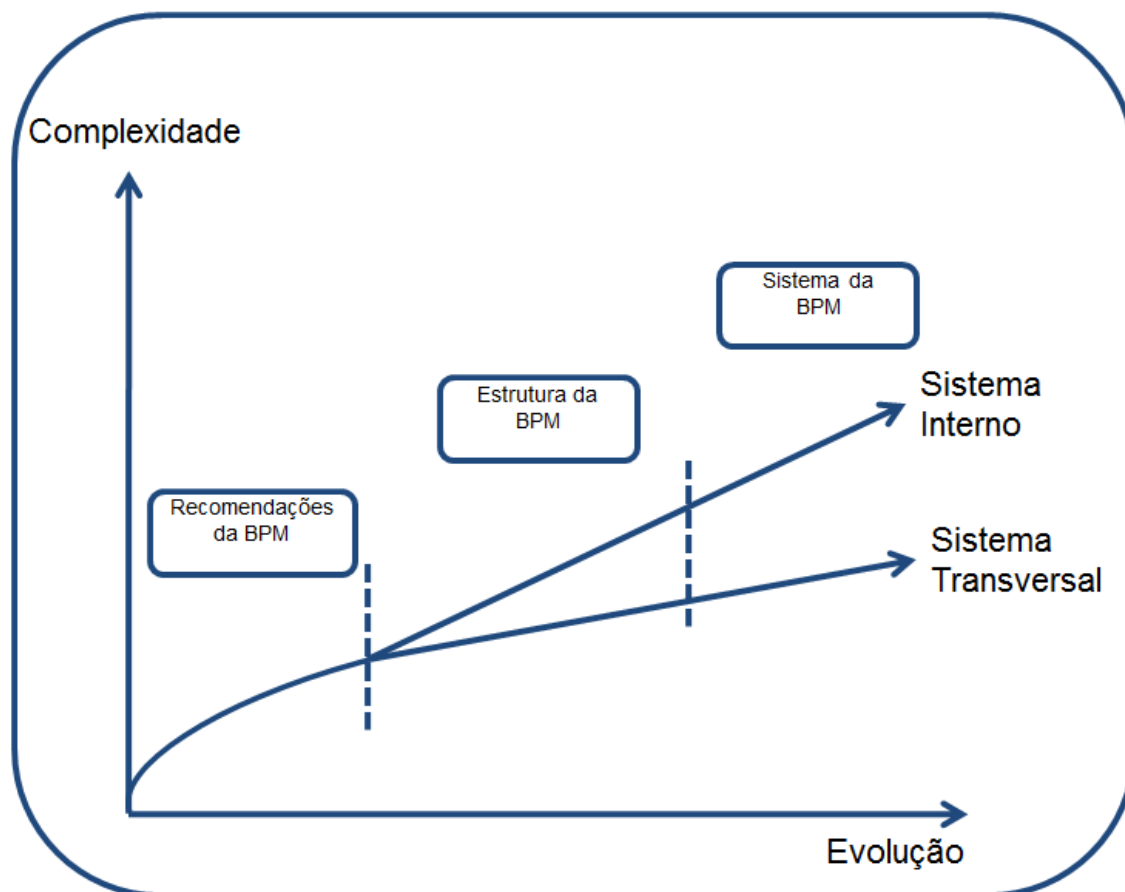 Complexidade
Sistema da
BPM
Estrutura da
BPM
Sistema
Interno
Recomendações
da BPM
Sistema
Transversal
Evolução